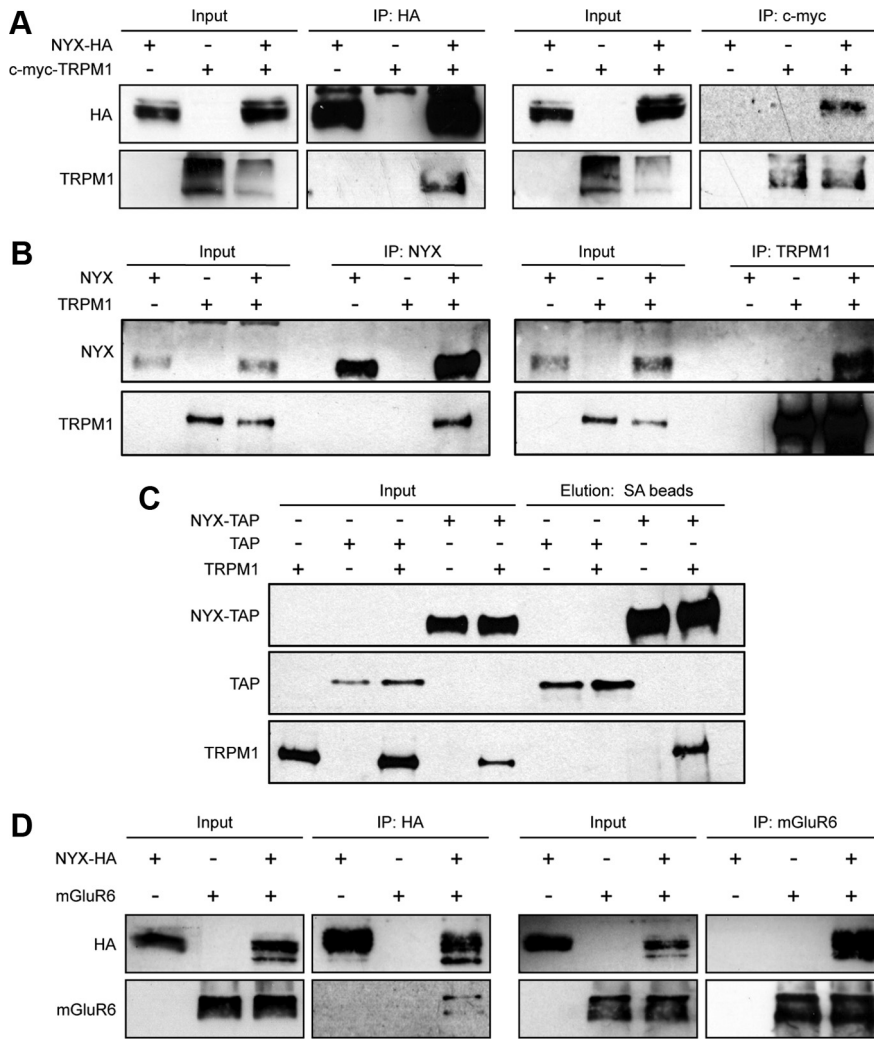 A
Input IP: HA Input IP: c-myc
NYX-HA + - + + - + + - + + - +
c-myc-TRPM1 - + + - + + - + + - + +
HA
TRPM1
B
Input IP: NYX Input IP: TRPM1
NYX + - + + - + + - + + - +
TRPM1 - + + - + + - + + - + +
NYX
TRPM1
C
Input Elution: SA beads
NYX-TAP - - - + + - - + +
TAP - + + - - + + - -
TRPM1 + - + - + - + - +
NYX-TAP
TAP
TRPM1
D
Input IP: HA Input IP: mGluR6
NYX-HA + - + + - + + - + + - +
mGluR6 - + + - + + - + + - + +
HA
mGluR6